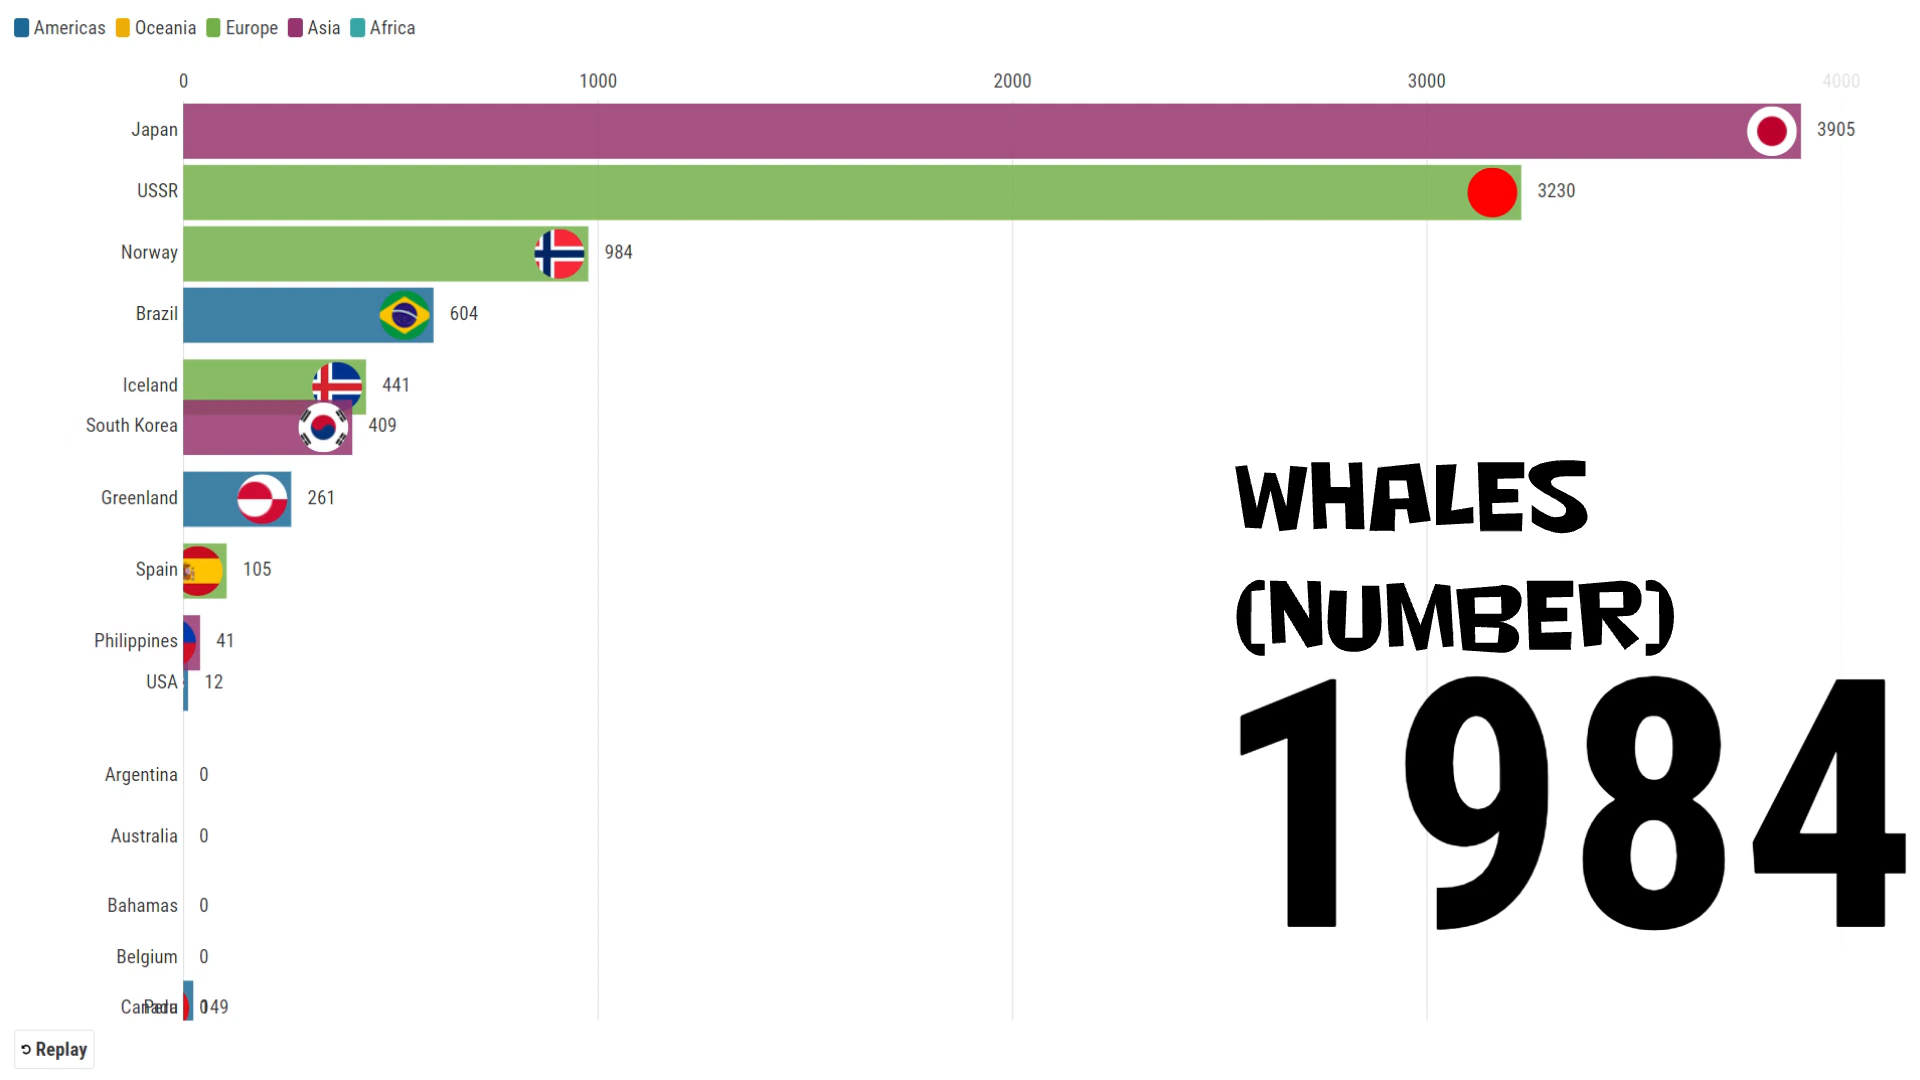 Americas Oceania Europe Asia Africa
0 1000 2000 3000 4000
Japan 3905
USSR 3230
Norway 984
Brazil 604
Iceland 441
South Korea 409
Greenland 261
WHALES
Spain 105
(NUMBER)
Philippines 41
USA 12
1984
Argentina 0
Australia 0
Bahamas 0
Belgium 0
Replay